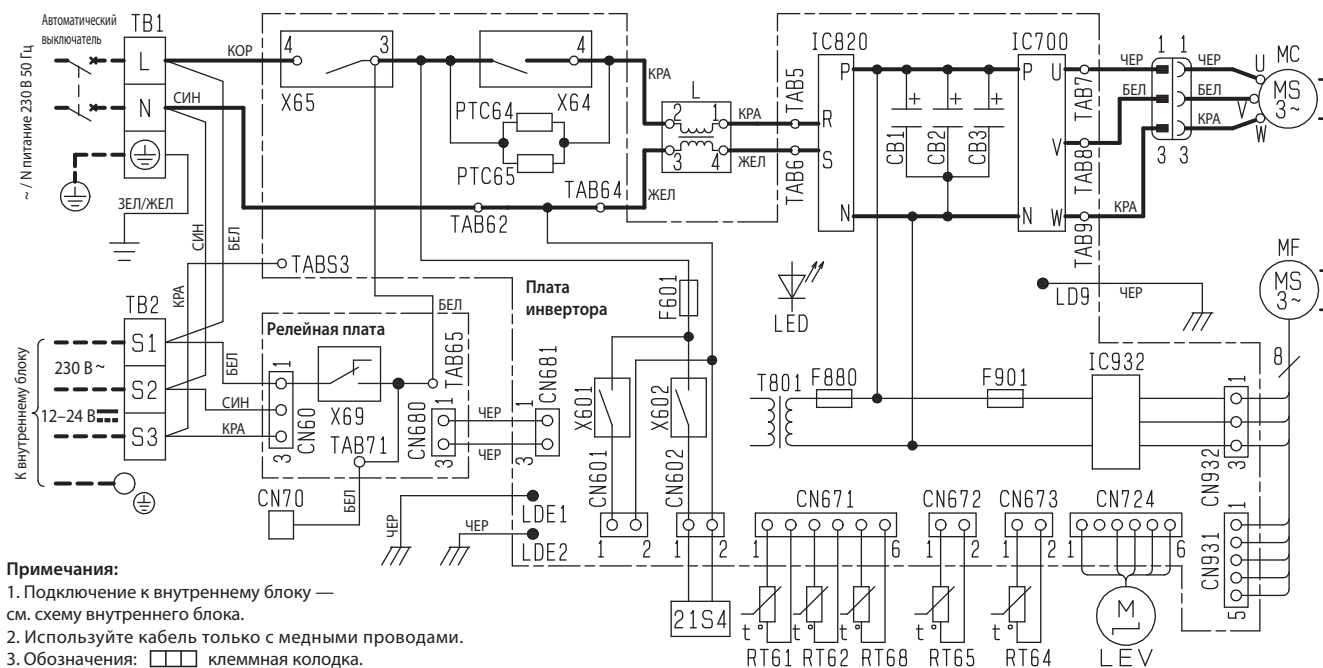 Автоматический
выключатель
TB1
L
N
~ / N питание 230 В 50 Гц
КОР
СИН
ЗЕЛ/ЖЕЛ
СИН
БЕЛ
КРА
4
3
X65
4
X64
PTC64
PTC65
TAB62
TAB64
КРА
ЖЕЛ
L
2
1
3
4
КРА
ЖЕЛ
TAB5
TAB6
IC820
P
R
S
N
+
+
+
CB1
CB2
CB3
IC700
P
U
V
N
W
TAB7
TAB8
TAB9
ЧЕР
БЕЛ
КРА
1
1
3
3
ЧЕР
БЕЛ
КРА
U
V
W
MC
MS
3~
TABS3
TB2
S1
S2
S3
230 В ~
12–24 В
К внутреннему блоку
БЕЛ
СИН
КРА
Релейная плата
1
3
CN60
X69
TAB71
TAB65
БЕЛ
CN680
1
3
ЧЕР
ЧЕР
CN681
1
3
CN70
БЕЛ
ЧЕР
LDE1
ЧЕР
LDE2
Плата
инвертора
F601
X601
X602
CN601
CN602
1
2
1
2
21S4
LED
LD9
ЧЕР
MF
MS
3~
8
T801
F880
F901
IC932
1
CN932
3
CN931
1
5
CN671
1
6
CN672
1
2
CN673
1
2
CN724
1
6
t°
t°
t°
t°
t°
RT61
RT62
RT68
RT65
RT64
M
LEV
Примечания:
1. Подключение к внутреннему блоку —
см. схему внутреннего блока.
2. Используйте кабель только с медными проводами.
3. Обозначения: клеммная колодка.